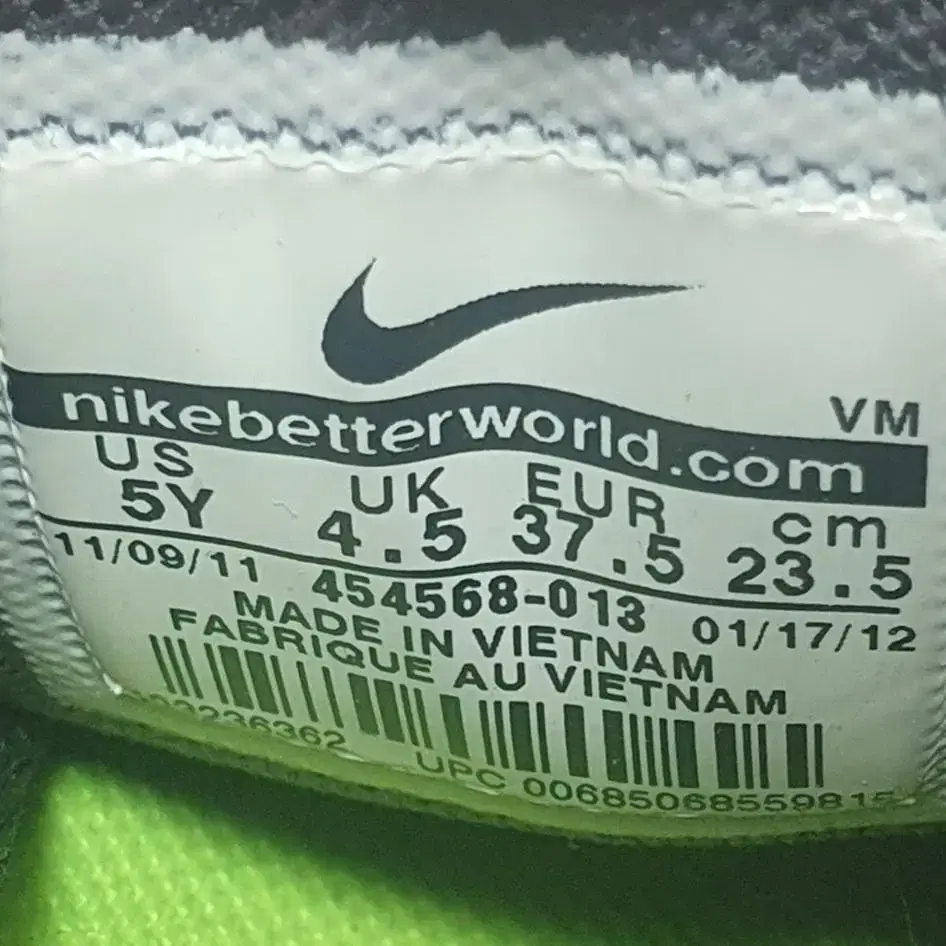 nikebetterworld.com
VM
US UK EUR cm
5Y 4.5 37.5 23.5
11/09/11 454568-013 01/17/12
MADE IN VIETNAM
FABRIQUE AU VIETNAM
UPC 00685068559815